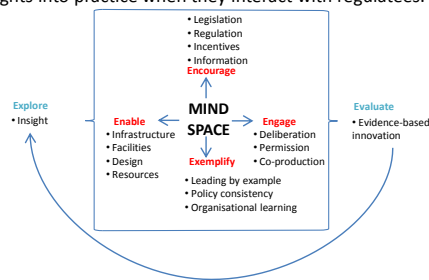 ghts into practice when they interact with regulatees.
• Legislation
• Regulation
• Incentives
• Information
Encourage
Explore
• Insight
Enable
• Infrastructure
• Facilities
• Design
• Resources
MIND
SPACE
Engage
• Deliberation
• Permission
• Co-production
Evaluate
• Evidence-based
innovation
Exemplify
• Leading by example
• Policy consistency
• Organisational learning